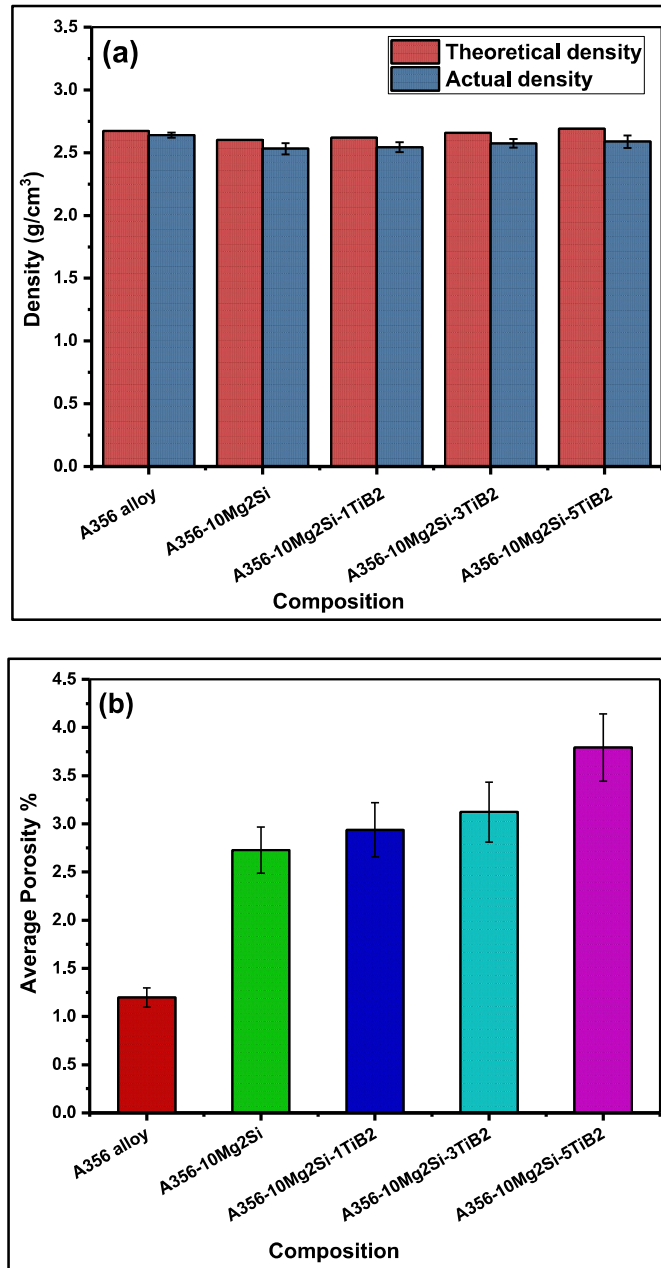 (a)
Theoretical density
Actual density
3.5
3.0
2.5
2.0
1.5
1.0
0.5
0.0
Density (g/cm³)
A356 alloy
A356-10Mg2Si
A356-10Mg2Si-1TiB2
A356-10Mg2Si-3TiB2
A356-10Mg2Si-5TiB2
Composition
(b)
4.5
4.0
3.5
3.0
2.5
2.0
1.5
1.0
0.5
0.0
Average Porosity %
A356 alloy
A356-10Mg2Si
A356-10Mg2Si-1TiB2
A356-10Mg2Si-3TiB2
A356-10Mg2Si-5TiB2
Composition